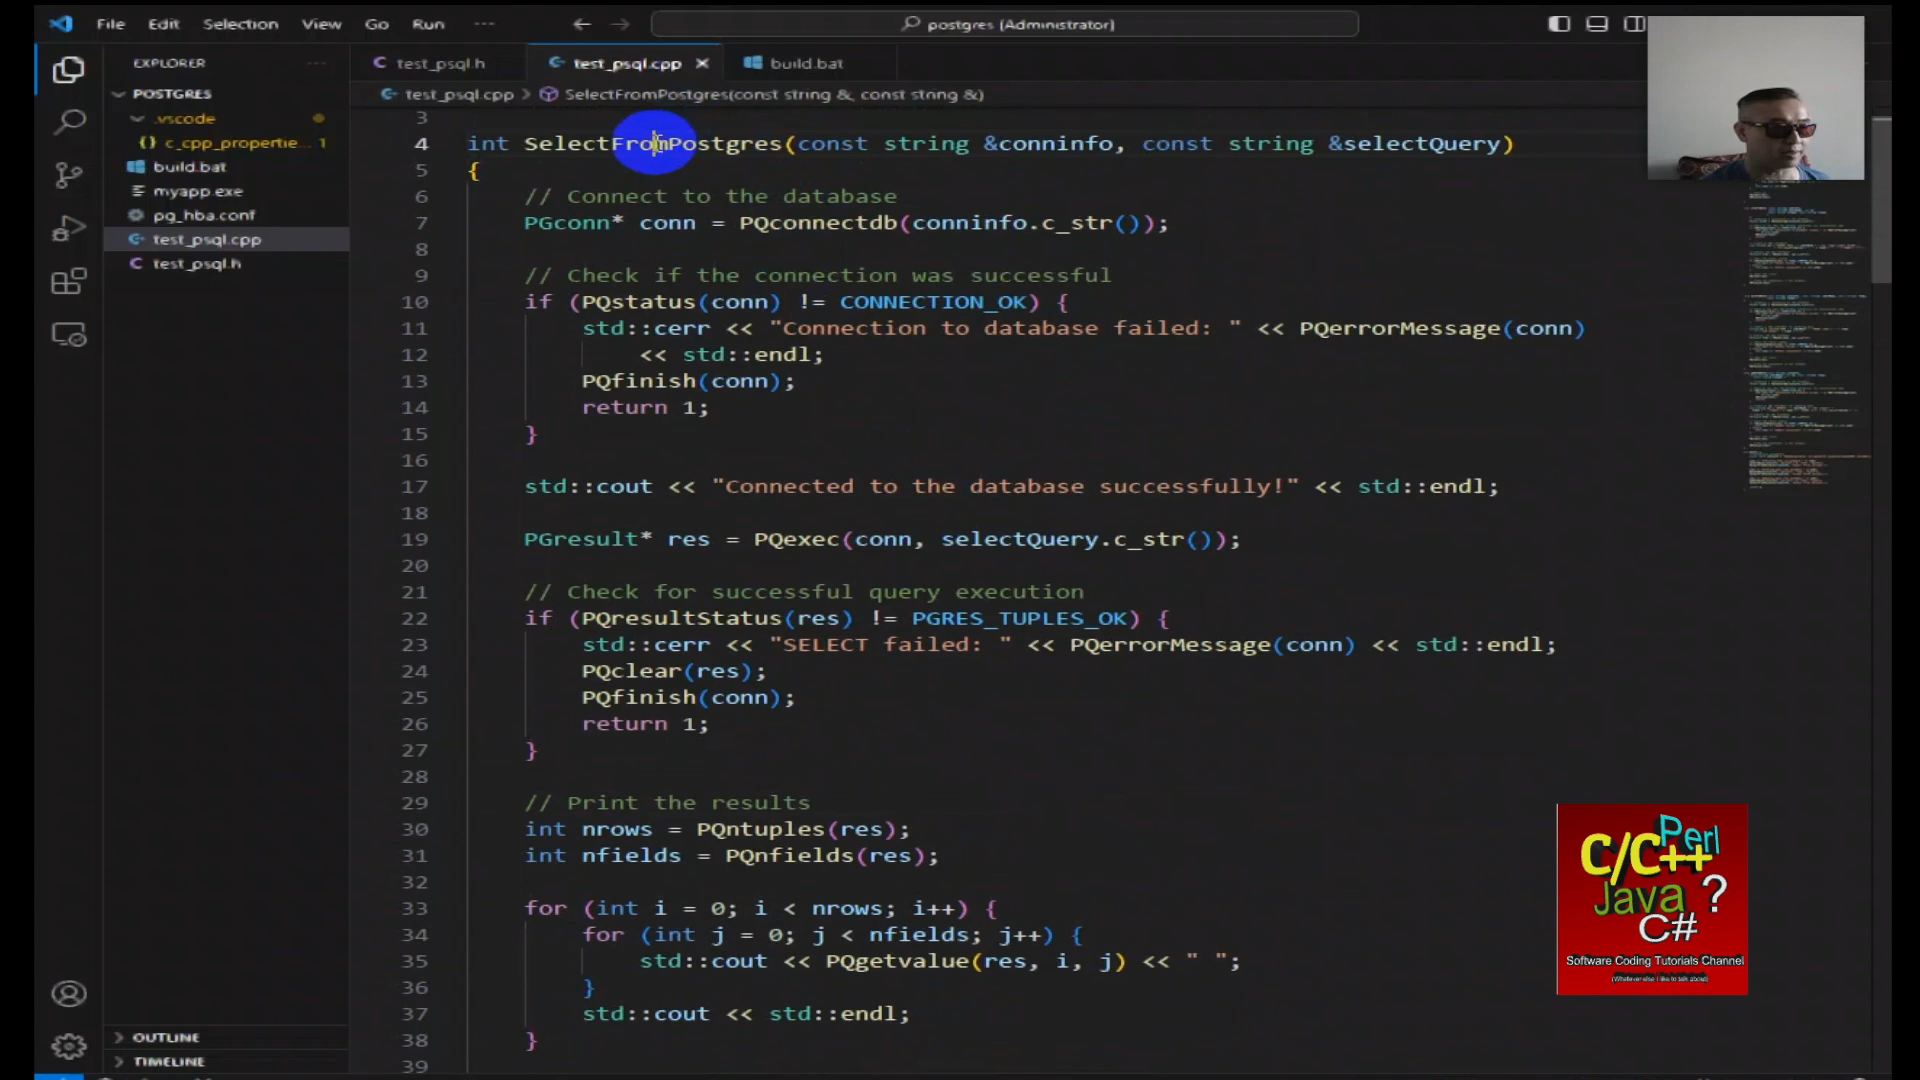 File Edit Selection View Go Run ···
postgres (Administrator)
EXPLORER ···
test_psql.h
test_psql.cpp
build.bat
POSTGRES
test_psql.cpp > SelectFromPostgres(const string &, const string &)
.vscode
{} c_cpp_propertie... 1
build.bat
myapp.exe
pg_hba.conf
test_psql.cpp
test_psql.h
3
4 int SelectFromPostgres(const string &conninfo, const string &selectQuery)
5 {
6 // Connect to the database
7 PGconn* conn = PQconnectdb(conninfo.c_str());
8
9 // Check if the connection was successful
10 if (PQstatus(conn) != CONNECTION_OK) {
11 std::cerr << "Connection to database failed: " << PQerrorMessage(conn)
12 << std::endl;
13 PQfinish(conn);
14 return 1;
15 }
16
17 std::cout << "Connected to the database successfully!" << std::endl;
18
19 PGresult* res = PQexec(conn, selectQuery.c_str());
20
21 // Check for successful query execution
22 if (PQresultStatus(res) != PGRES_TUPLES_OK) {
23 std::cerr << "SELECT failed: " << PQerrorMessage(conn) << std::endl;
24 PQclear(res);
25 PQfinish(conn);
26 return 1;
27 }
28
29 // Print the results
30 int nrows = PQntuples(res);
31 int nfields = PQnfields(res);
32
33 for (int i = 0; i < nrows; i++) {
34 for (int j = 0; j < nfields; j++) {
35 std::cout << PQgetvalue(res, i, j) << " ";
36 }
37 std::cout << std::endl;
38 }
39
OUTLINE
TIMELINE
C/C++
Perl
Java
?
C#
Software Coding Tutorials Channel
(Whatever else I like to talk about)